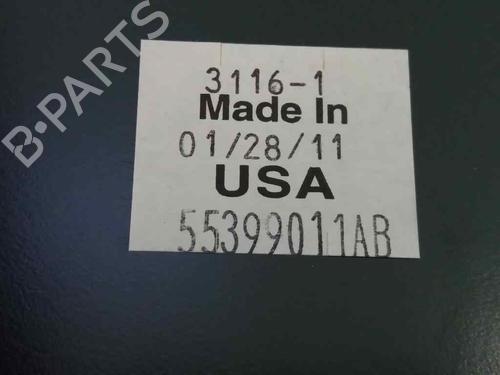 B-PARTS
3116-1
Made In
01/28/11
USA
55399011AB